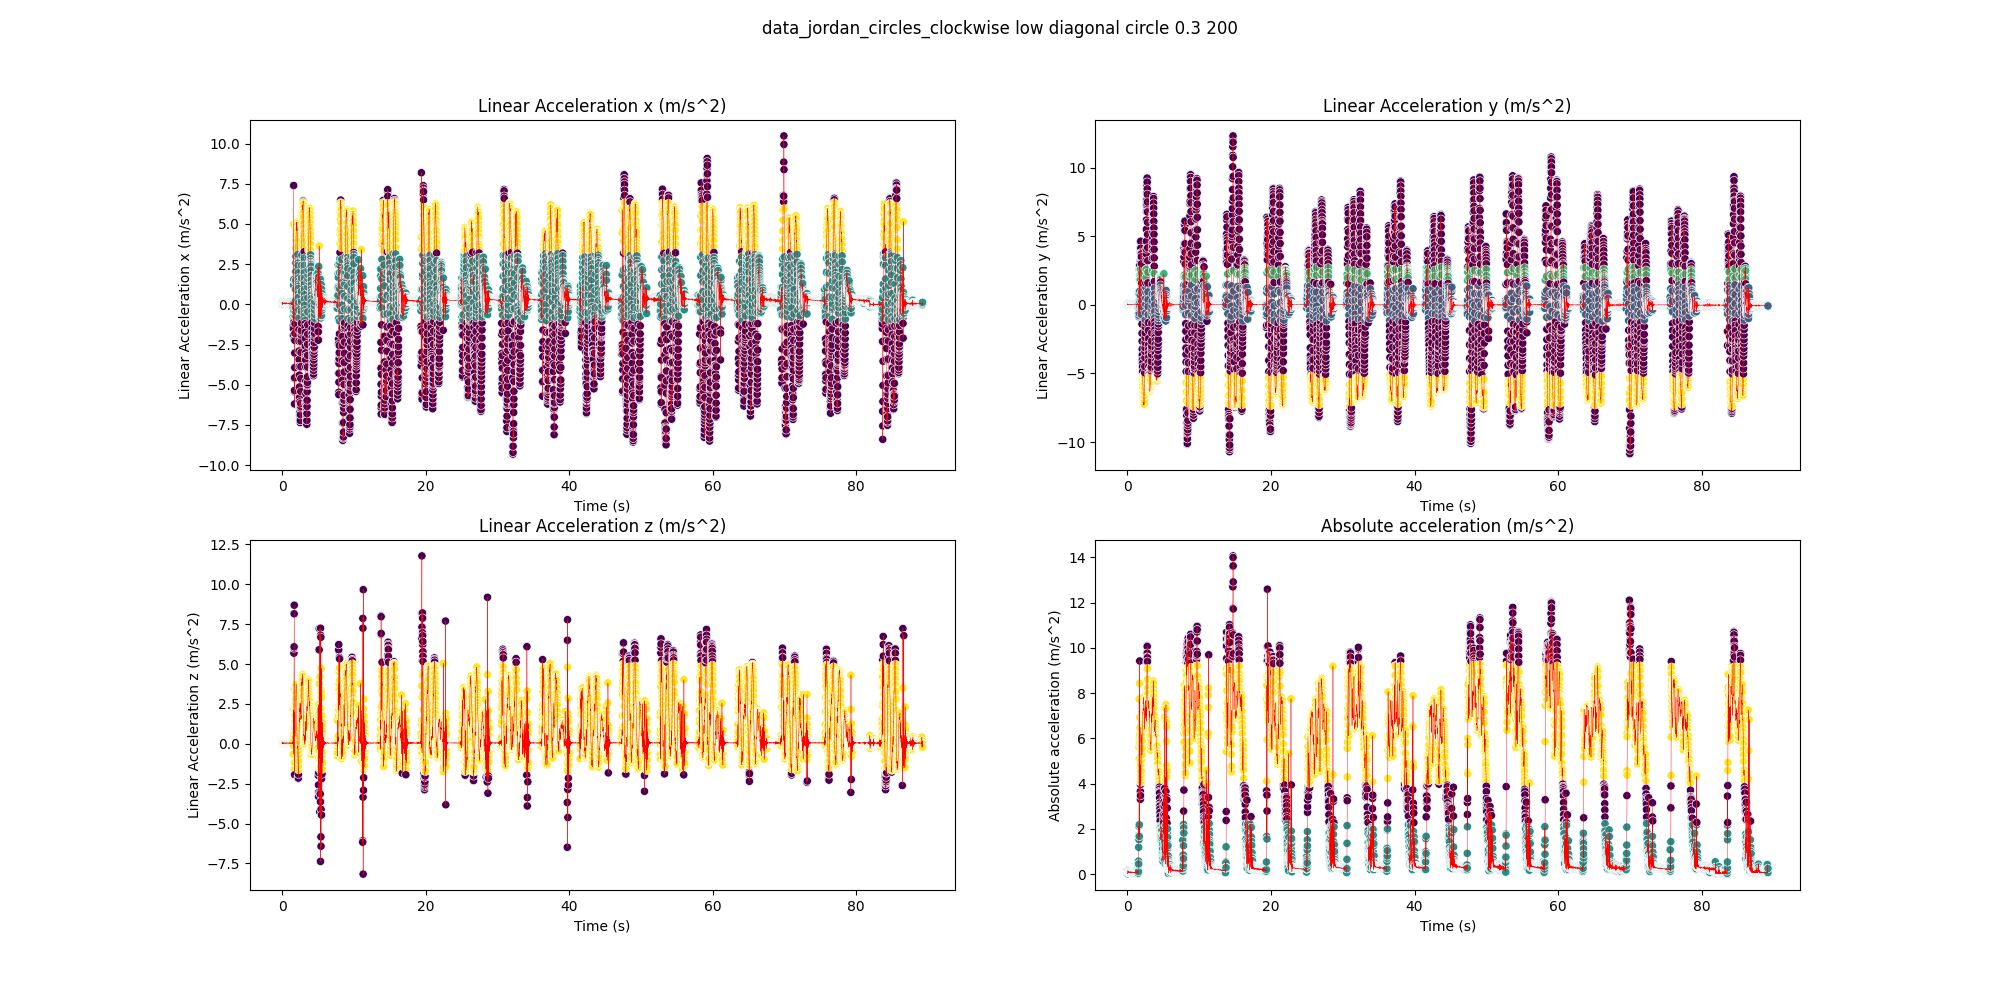 data_jordan_circles_clockwise low diagonal circle 0.3 200
Linear Acceleration x (m/s^2)
Linear Acceleration x (m/s^2)
10.0
7.5
5.0
2.5
0.0
−2.5
−5.0
−7.5
−10.0
0 20 40 60 80
Time (s)
Linear Acceleration y (m/s^2)
Linear Acceleration y (m/s^2)
10
5
0
−5
−10
0 20 40 60 80
Time (s)
Linear Acceleration z (m/s^2)
Linear Acceleration z (m/s^2)
12.5
10.0
7.5
5.0
2.5
0.0
−2.5
−5.0
−7.5
0 20 40 60 80
Time (s)
Absolute acceleration (m/s^2)
Absolute acceleration (m/s^2)
14
12
10
8
6
4
2
0
0 20 40 60 80
Time (s)